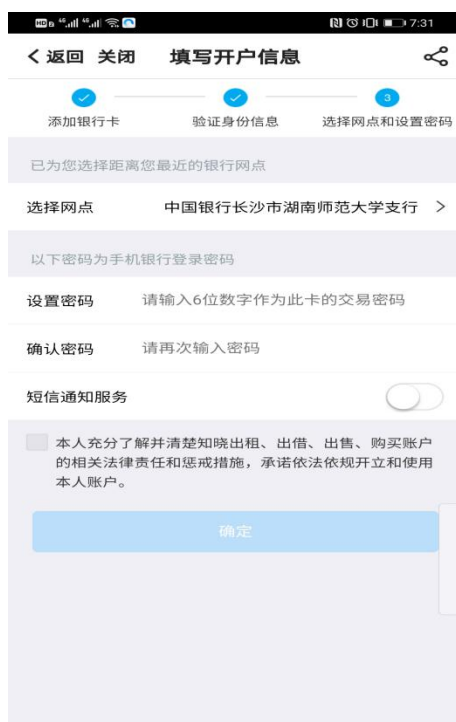 HD B 4G 4G 7:31
返回 关闭 填写开户信息
3
添加银行卡 验证身份信息 选择网点和设置密码
已为您选择距离您最近的银行网点
选择网点 中国银行长沙市湖南师范大学支行
以下密码为手机银行登录密码
设置密码 请输入6位数字作为此卡的交易密码
确认密码 请再次输入密码
短信通知服务
本人充分了解并清楚知晓出租、出借、出售、购买账户
的相关法律责任和惩戒措施，承诺依法依规开立和使用
本人账户。
确定